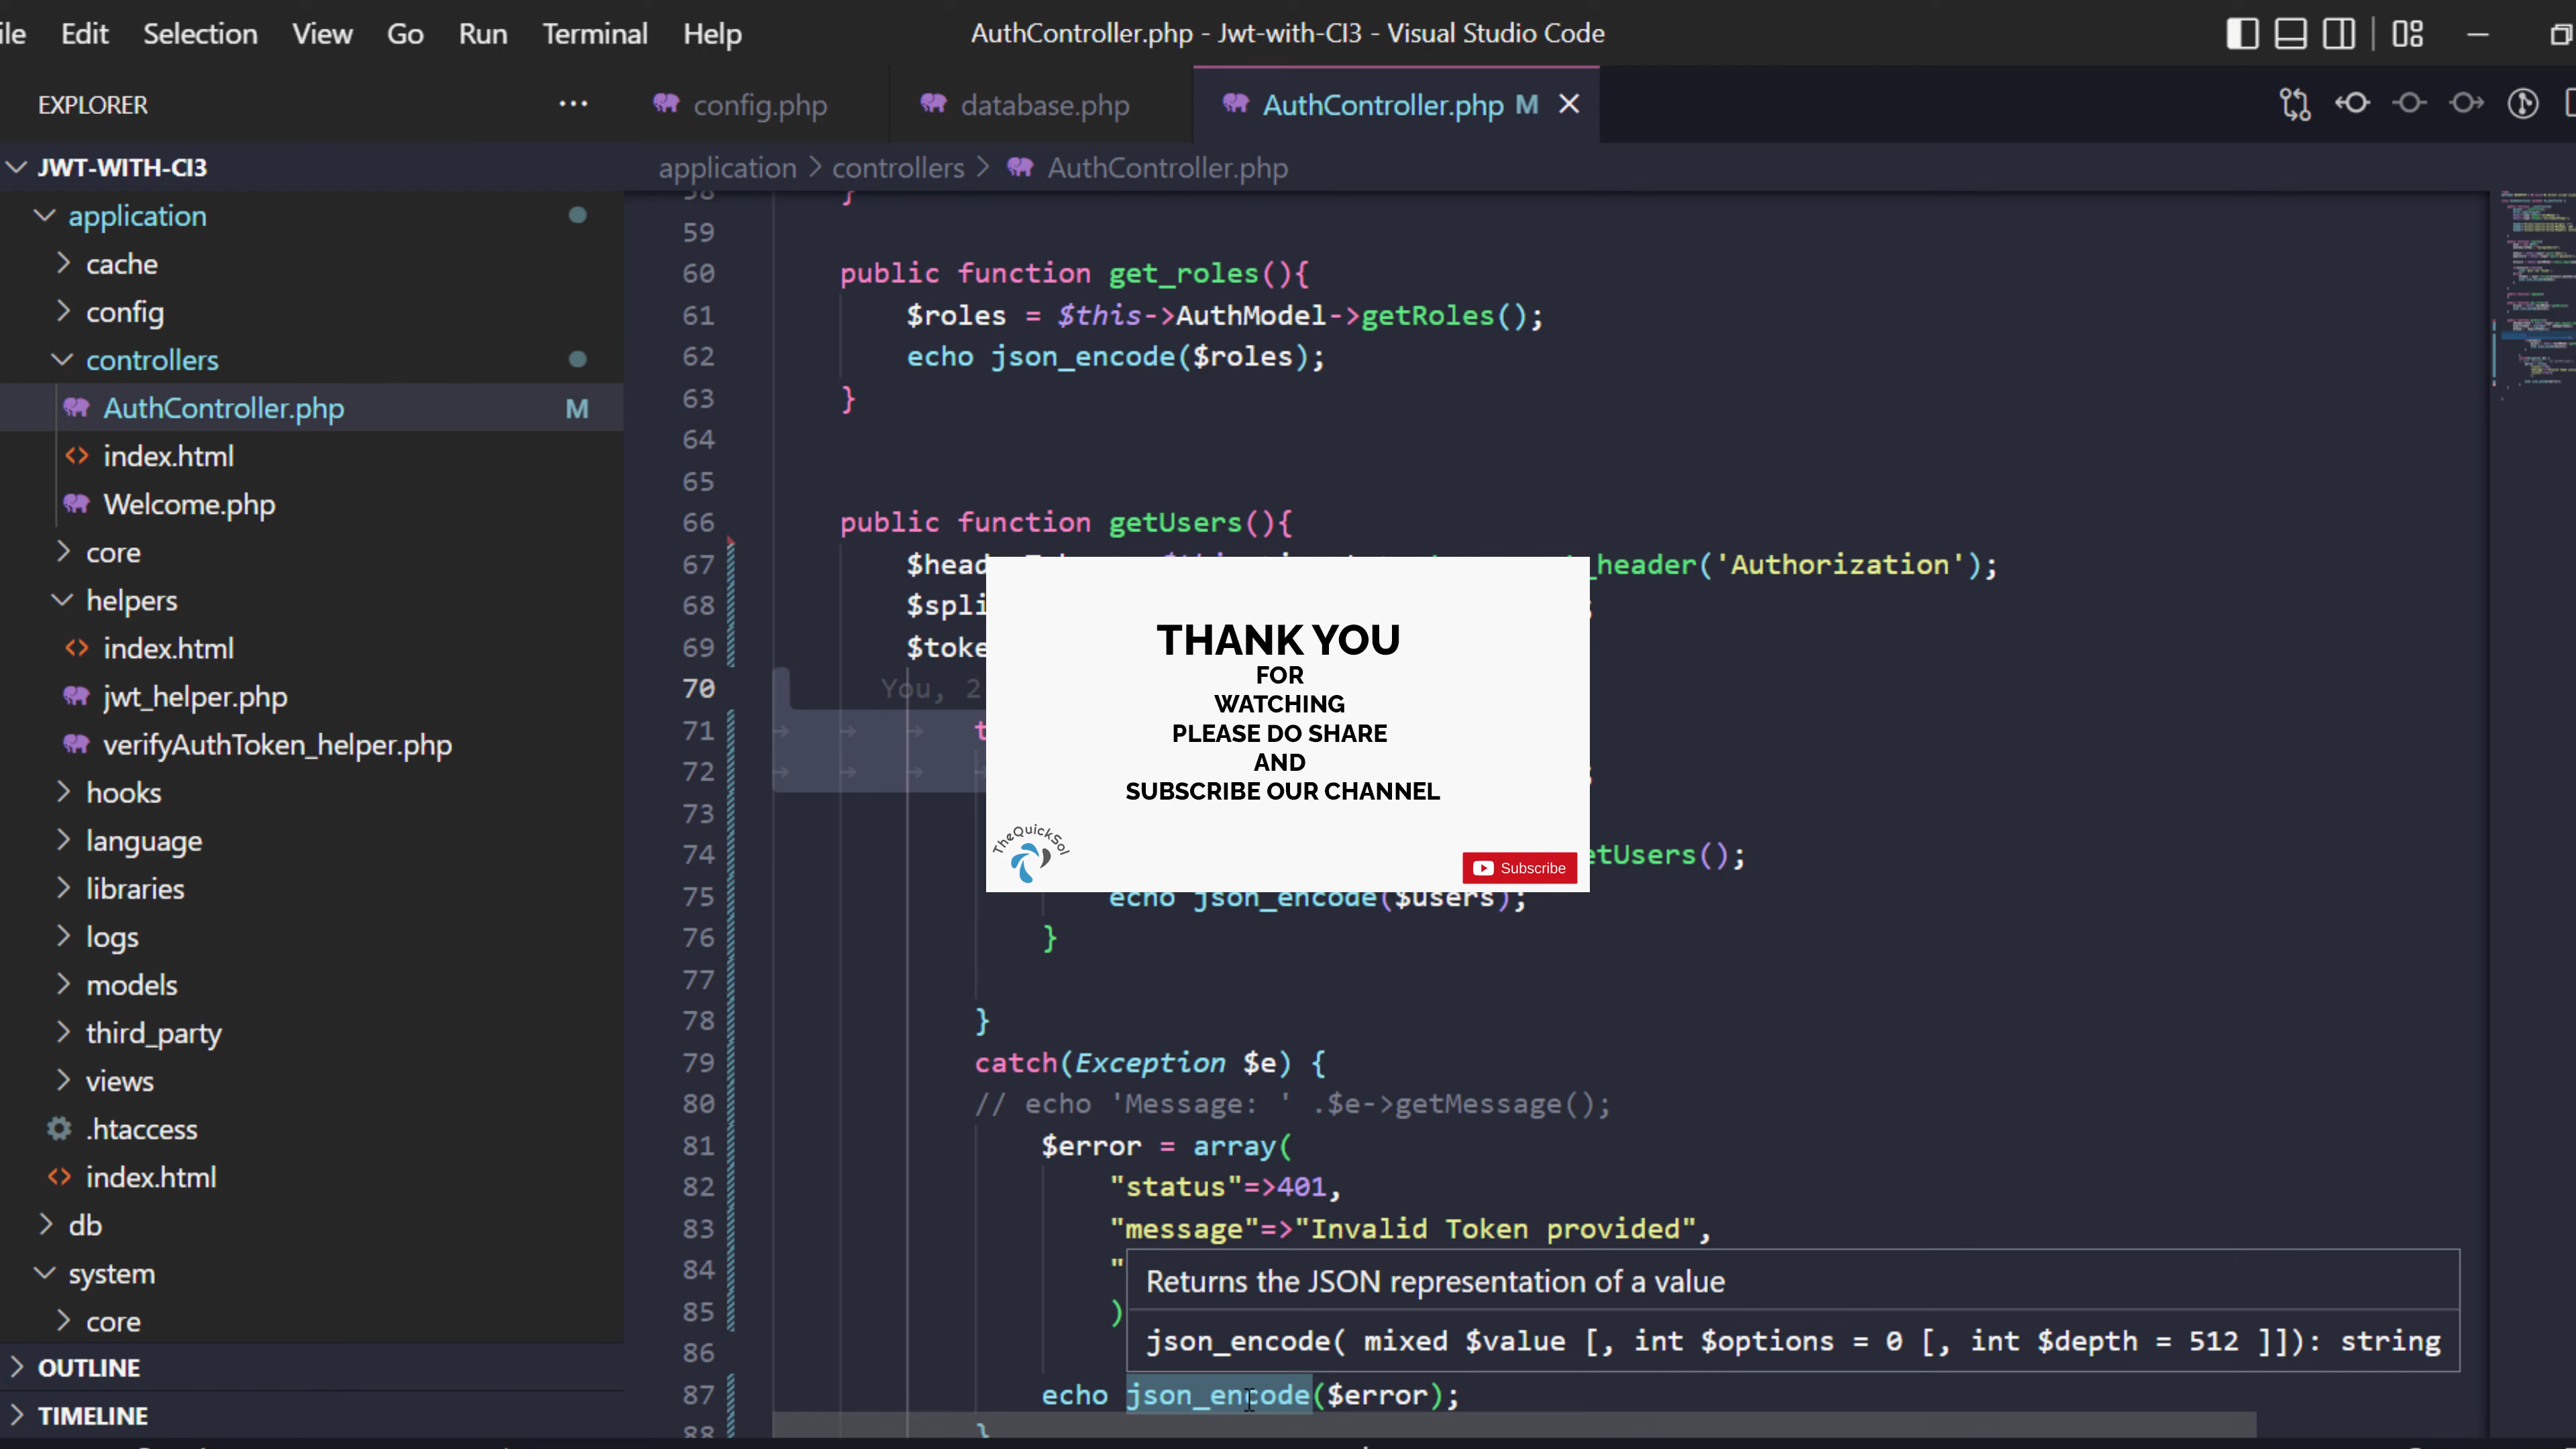 ile Edit Selection View Go Run Terminal Help
AuthController.php - Jwt-with-CI3 - Visual Studio Code
EXPLORER
config.php
database.php
AuthController.php M
JWT-WITH-CI3
application
cache
config
controllers
AuthController.php M
index.html
Welcome.php
core
helpers
index.html
jwt_helper.php
verifyAuthToken_helper.php
hooks
language
libraries
logs
models
third_party
views
.htaccess
index.html
db
system
core
OUTLINE
TIMELINE
application > controllers > AuthController.php
58 }
59
60 public function get_roles(){
61 $roles = $this->AuthModel->getRoles();
62 echo json_encode($roles);
63 }
64
65
66 public function getUsers(){
67 $head _header('Authorization');
68 $spli
69 $toke
70 You, 2
71 t
72
73
74 etUsers();
75 echo json_encode($users);
76 }
77
78 }
79 catch(Exception $e) {
80 // echo 'Message: ' .$e->getMessage();
81 $error = array(
82 "status"=>401,
83 "message"=>"Invalid Token provided",
84 "
85 )
86
87 echo json_encode($error);
88 }
Returns the JSON representation of a value
json_encode( mixed $value [, int $options = 0 [, int $depth = 512 ]]): string
THANK YOU
FOR
WATCHING
PLEASE DO SHARE
AND
SUBSCRIBE OUR CHANNEL
TheQuickSol
Subscribe